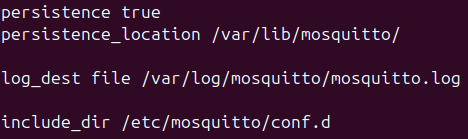 persistence true
persistence_location /var/lib/mosquitto/
log_dest file /var/log/mosquitto/mosquitto.log
include_dir /etc/mosquitto/conf.d